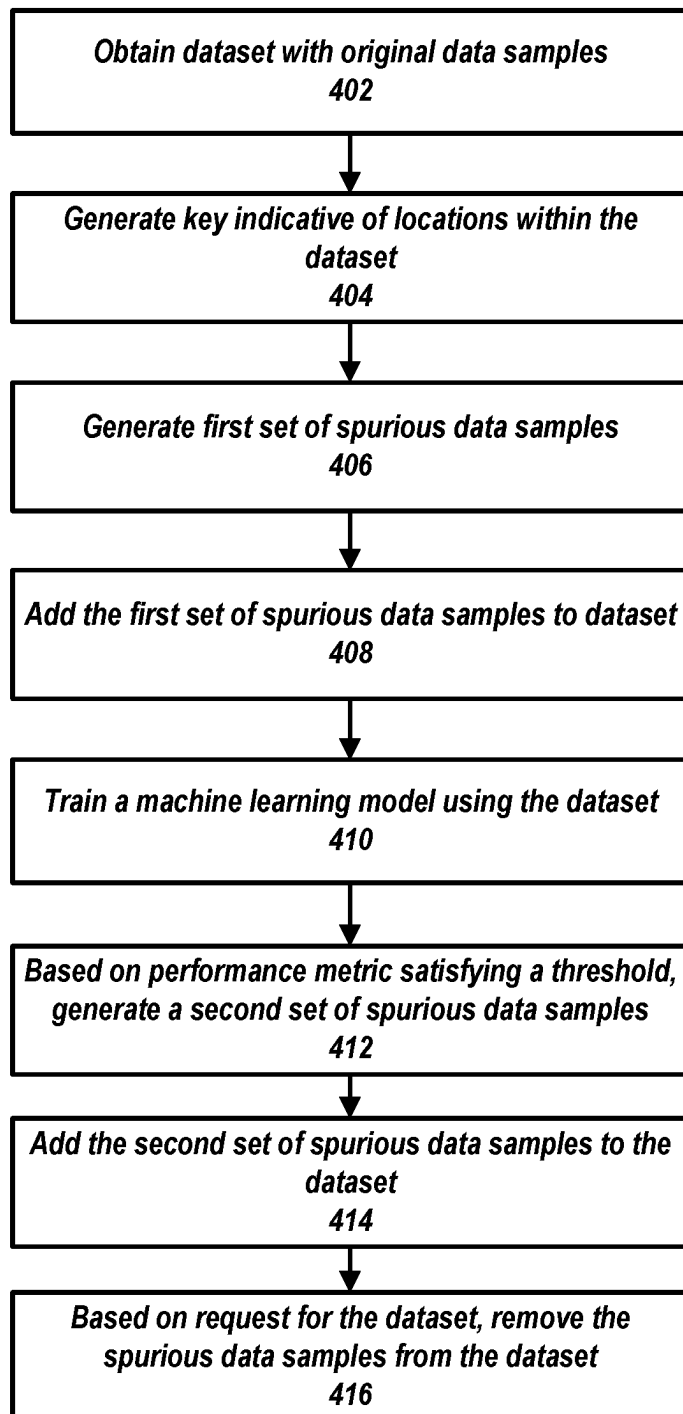 Obtain dataset with original data samples
402
Generate key indicative of locations within the
dataset
404
Generate first set of spurious data samples
406
Add the first set of spurious data samples to dataset
408
Train a machine learning model using the dataset
410
Based on performance metric satisfying a threshold,
generate a second set of spurious data samples
412
Add the second set of spurious data samples to the
dataset
414
Based on request for the dataset, remove the
spurious data samples from the dataset
416